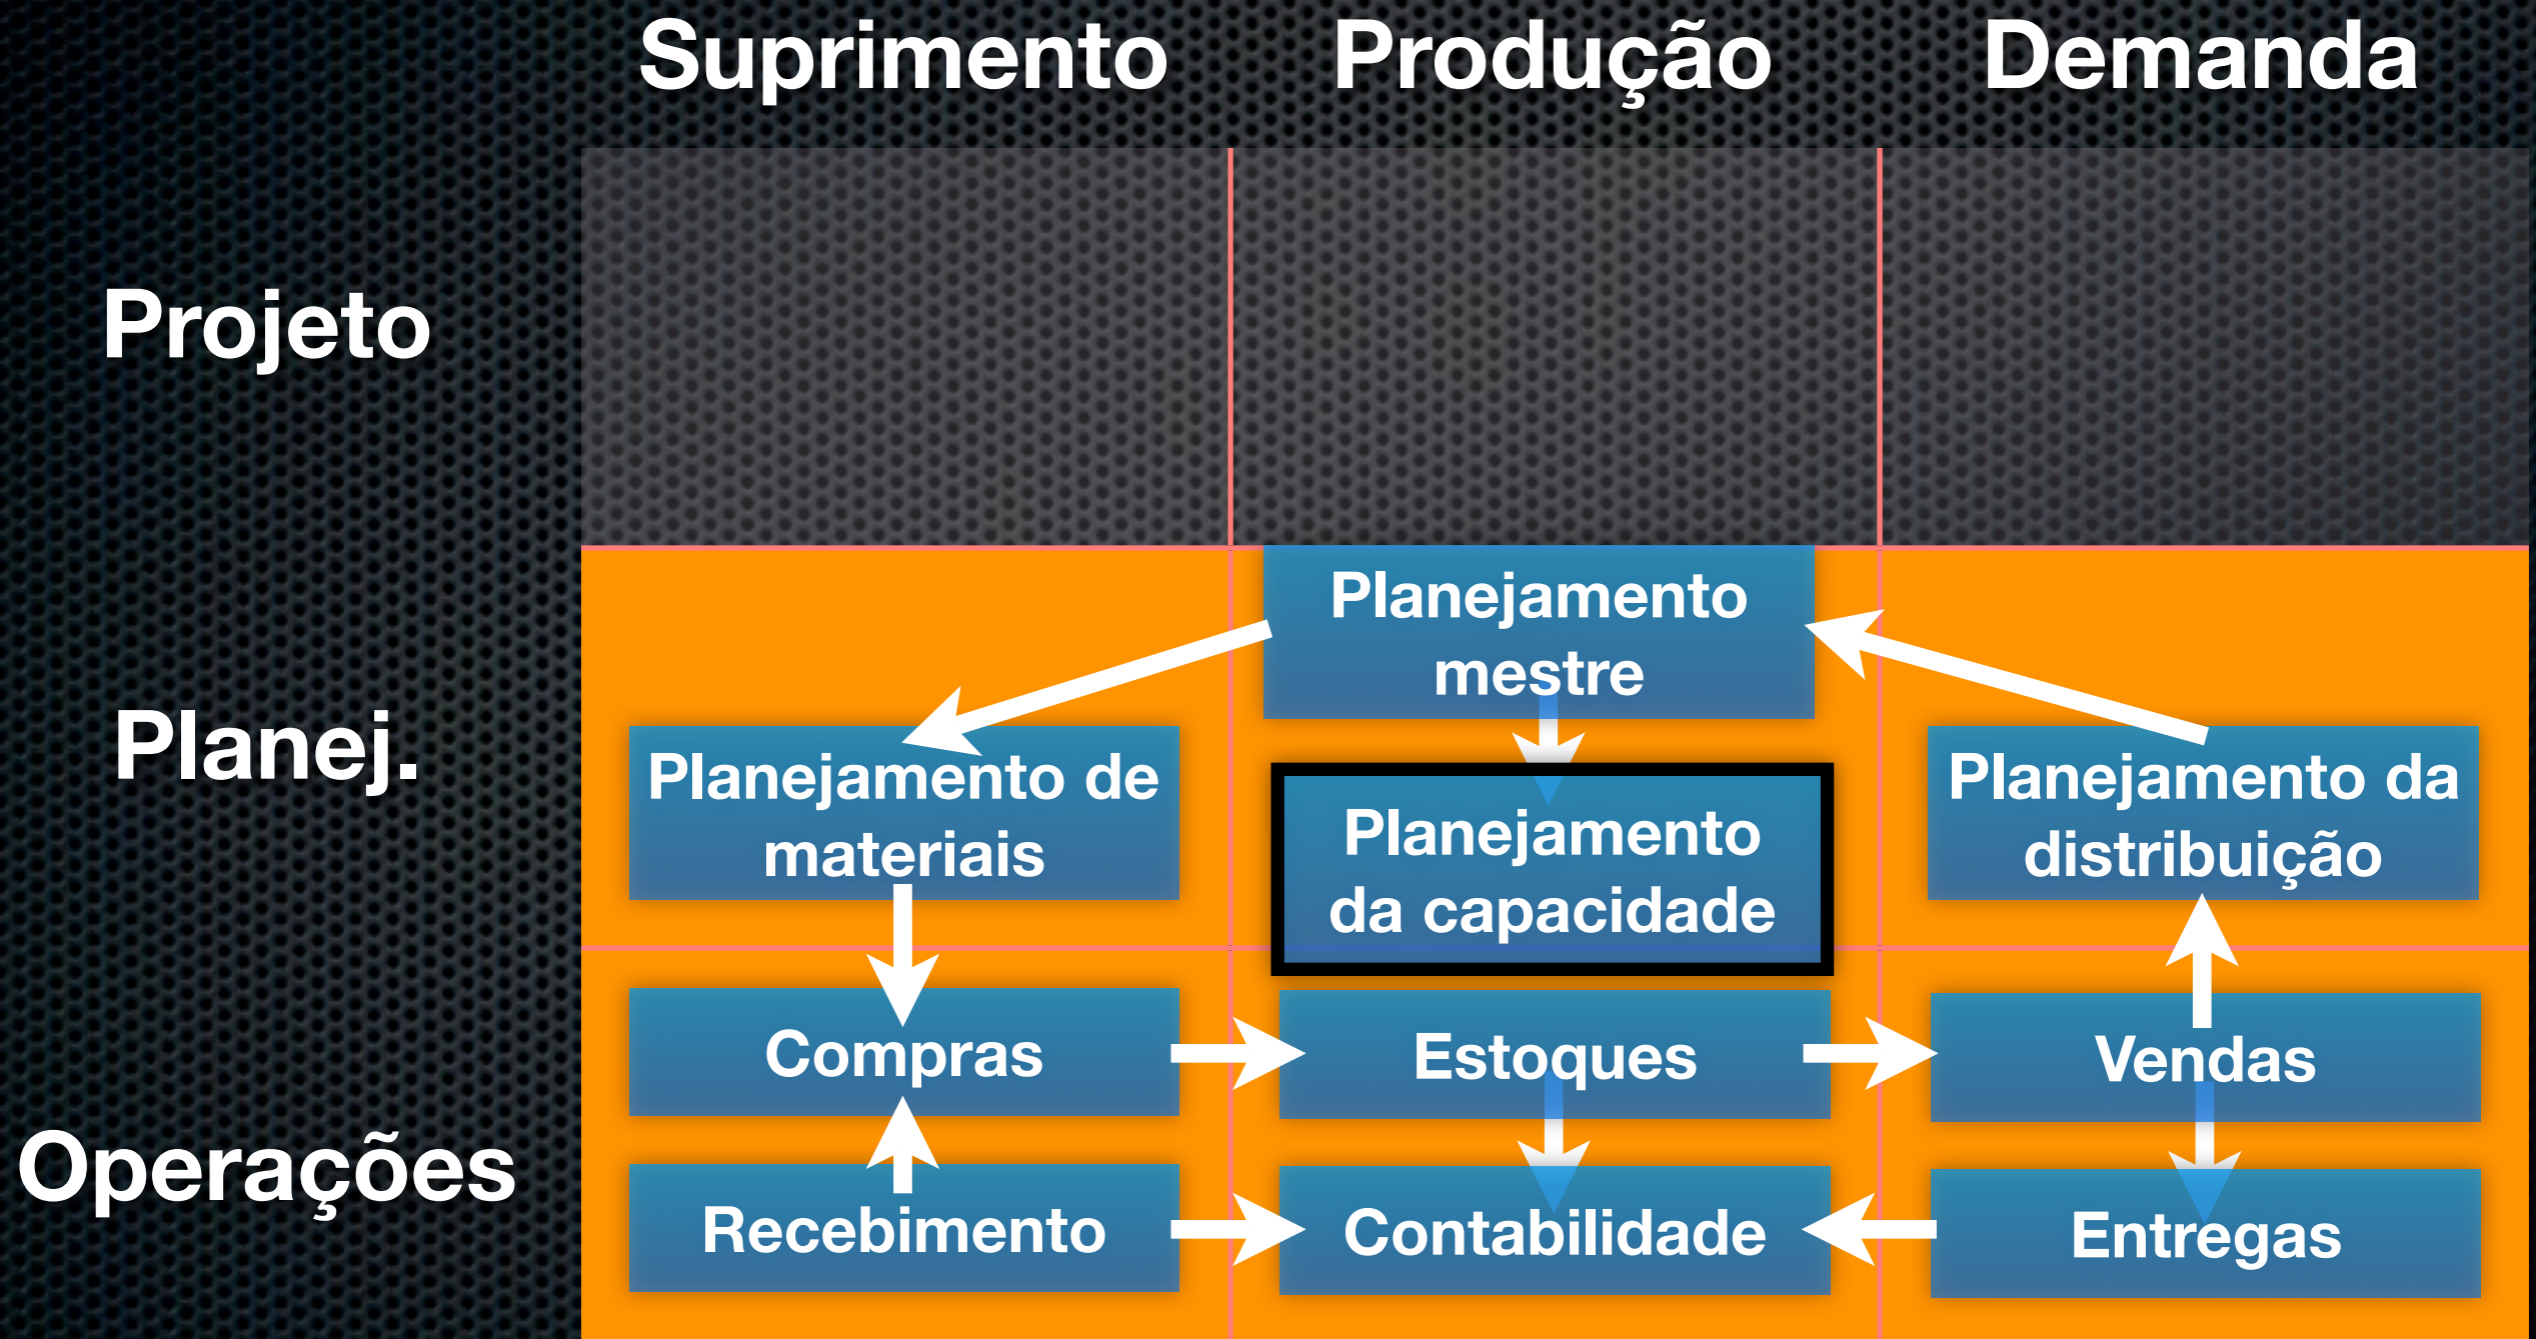 Suprimento
Produção
Demanda
Projeto
Planej.
Planejamento
mestre
Planejamento de
materiais
Planejamento
da capacidade
Planejamento da
distribuição
Operações
Compras
Estoques
Vendas
Recebimento
Contabilidade
Entregas